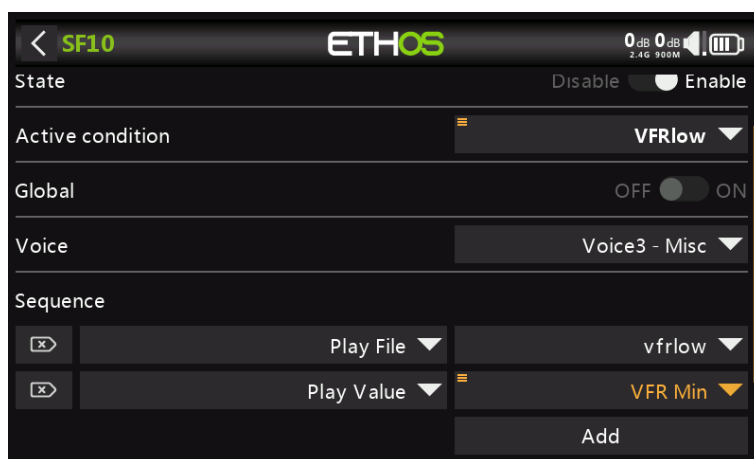 SF10 ETHOS 0dB 0dB
2.4G 900M
State Disable Enable
Active condition VFRlow
Global OFF ON
Voice Voice3 - Misc
Sequence
Play File vfrlow
Play Value VFR Min
Add